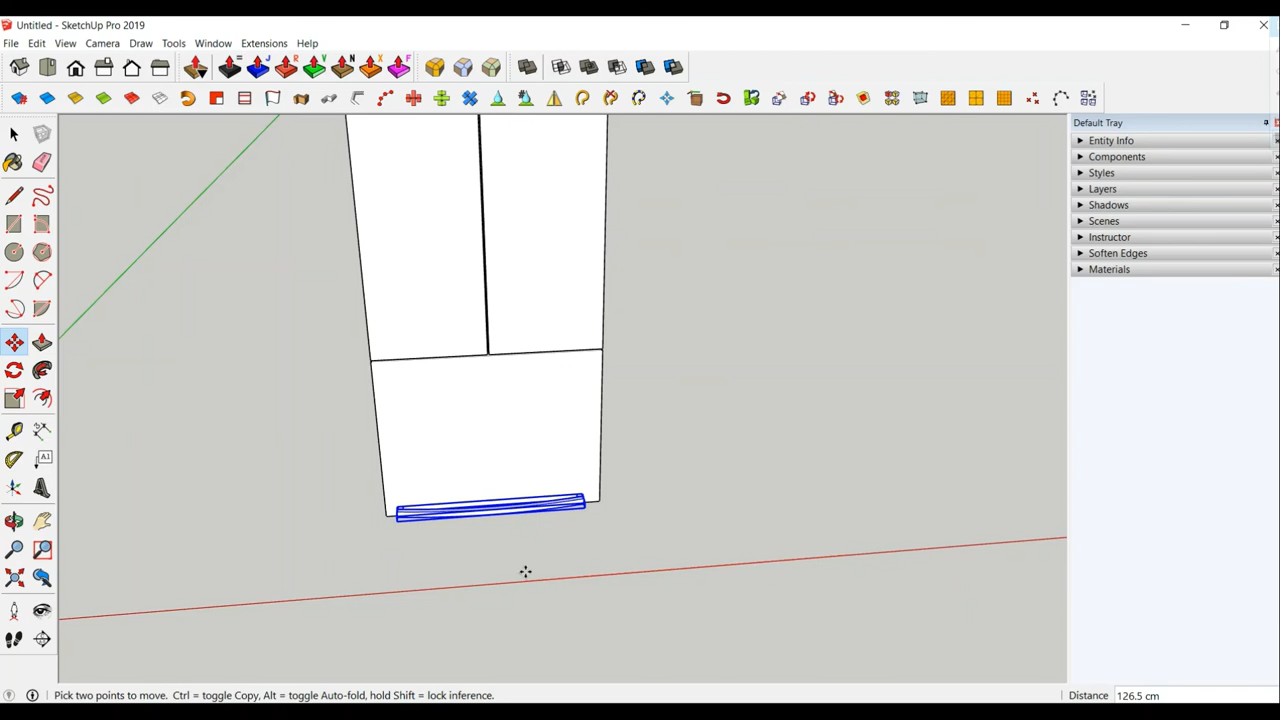 Untitled - SketchUp Pro 2019
File Edit View Camera Draw Tools Window Extensions Help
= J R V N X F
Default Tray
Entity Info
Components
Styles
Layers
Shadows
Scenes
Instructor
Soften Edges
Materials
A1
Pick two points to move. Ctrl = toggle Copy, Alt = toggle Auto-fold, hold Shift = lock inference.
Distance 126.5 cm